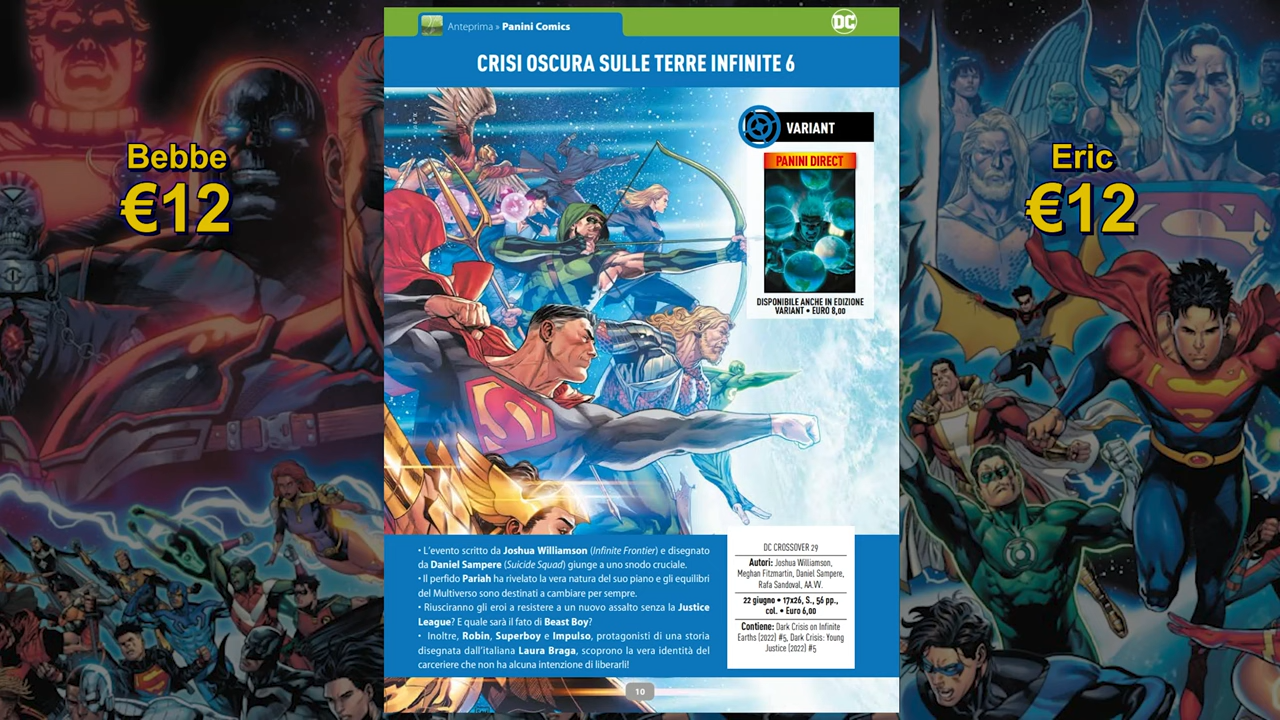 Anteprima » Panini Comics
DC
CRISI OSCURA SULLE TERRE INFINITE 6
Bebbe
€12
Eric
€12
VARIANT
PANINI DIRECT
DISPONIBILE ANCHE IN EDIZIONE
VARIANT • EURO 8,00
• L'evento scritto da Joshua Williamson (Infinite Frontier) e disegnato
da Daniel Sampere (Suicide Squad) giunge a uno snodo cruciale.
• Il perfido Pariah ha rivelato la vera natura del suo piano e gli equilibri
del Multiverso sono destinati a cambiare per sempre.
• Riusciranno gli eroi a resistere a un nuovo assalto senza la Justice
League? E quale sarà il fato di Beast Boy?
• Inoltre, Robin, Superboy e Impulso, protagonisti di una storia
disegnata dall'italiana Laura Braga, scoprono la vera identità del
carceriere che non ha alcuna intenzione di liberarli!
DC CROSSOVER 29
Autori: Joshua Williamson,
Meghan Fitzmartin, Daniel Sampere,
Rafa Sandoval, AA.VV.
22 giugno • 17x26, S., 56 pp.,
col. • Euro 6,00
Contiene: Dark Crisis on Infinite
Earths (2022) #5, Dark Crisis: Young
Justice (2022) #5
10